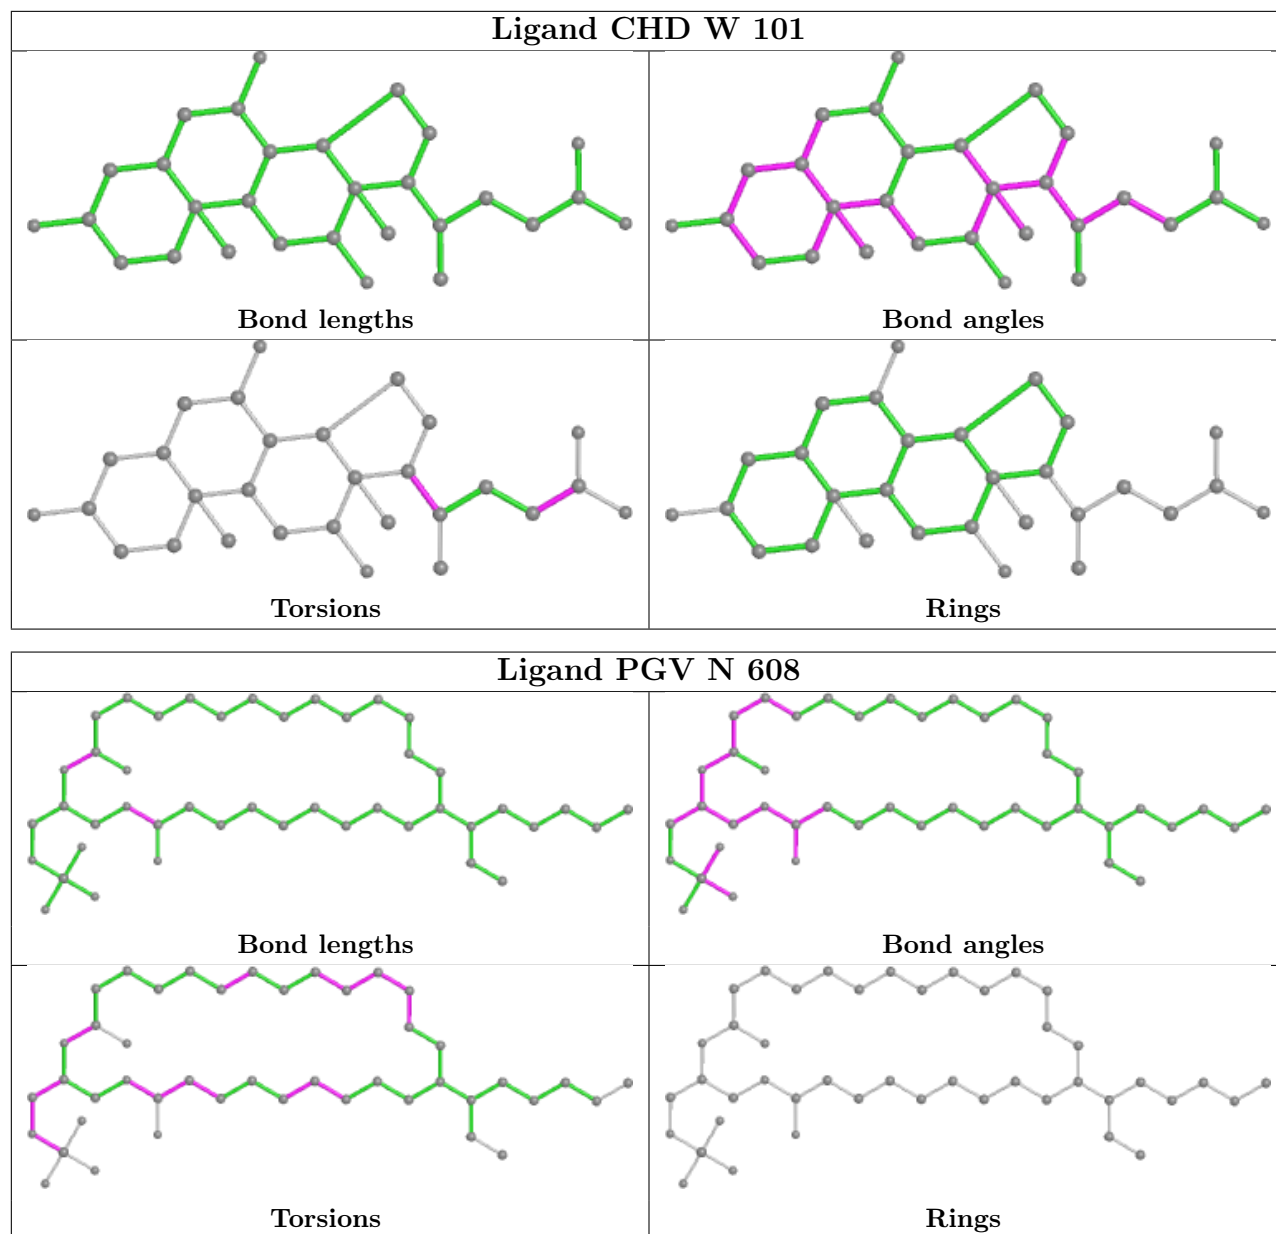 Ligand CHD W 101
Bond lengths
Bond angles
Torsions
Rings
Ligand PGV N 608
Bond lengths
Bond angles
Torsions
Rings